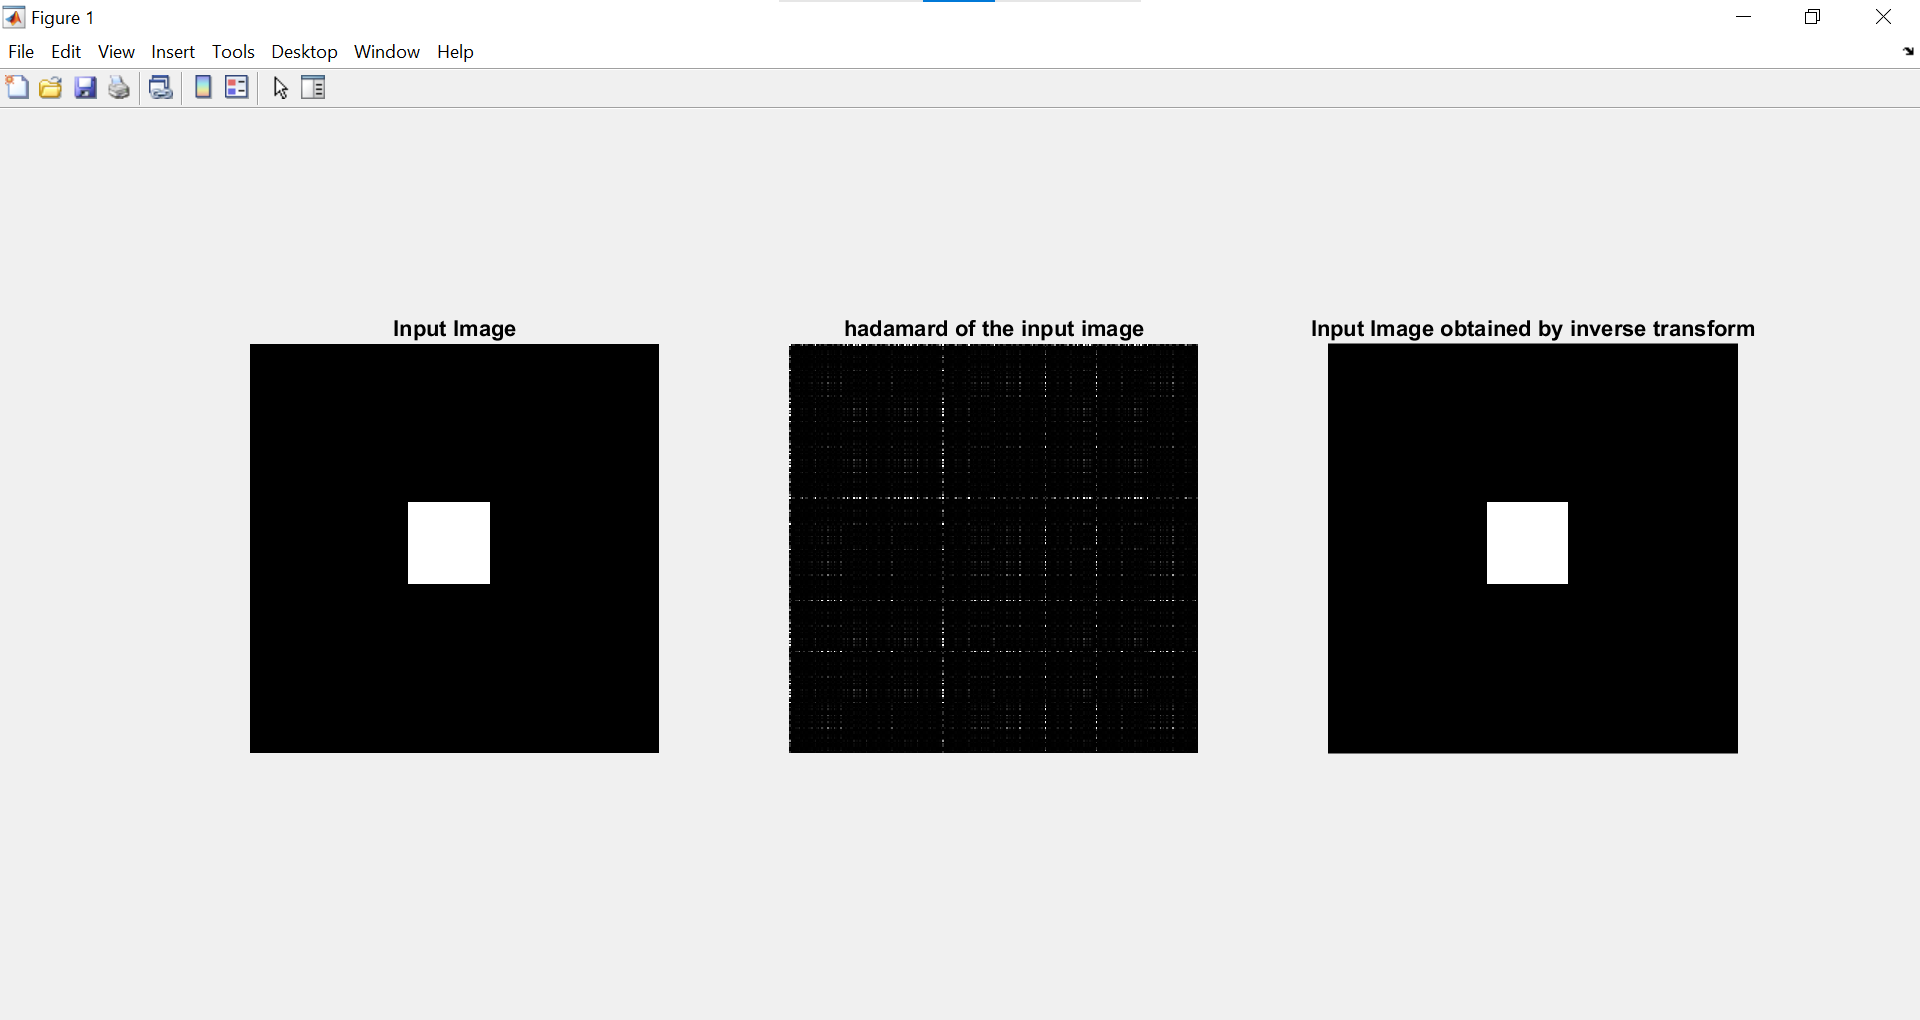 Figure 1
File Edit View Insert Tools Desktop Window Help
Input Image
hadamard of the input image
Input Image obtained by inverse transform